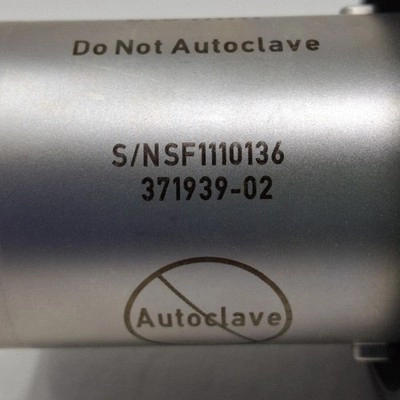 Do Not Autoclave
S/NSF1110136
371939-02
Autoclave